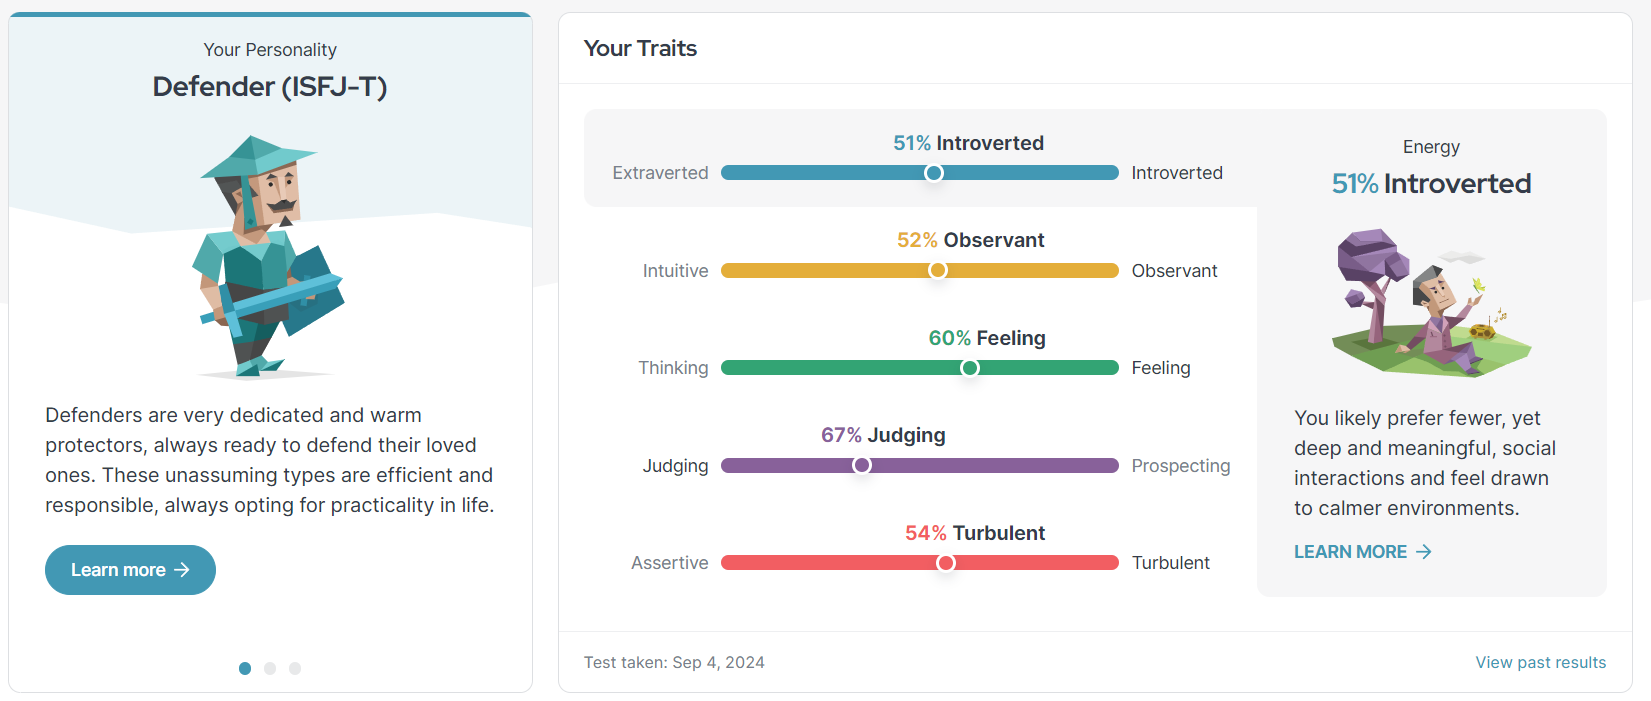 Your Personality
Defender (ISFJ-T)
Defenders are very dedicated and warm
protectors, always ready to defend their loved
ones. These unassuming types are efficient and
responsible, always opting for practicality in life.
Learn more →
Your Traits
51% Introverted
Extraverted Introverted
52% Observant
Intuitive Observant
60% Feeling
Thinking Feeling
67% Judging
Judging Prospecting
54% Turbulent
Assertive Turbulent
Energy
51% Introverted
You likely prefer fewer, yet
deep and meaningful, social
interactions and feel drawn
to calmer environments.
LEARN MORE →
Test taken: Sep 4, 2024
View past results